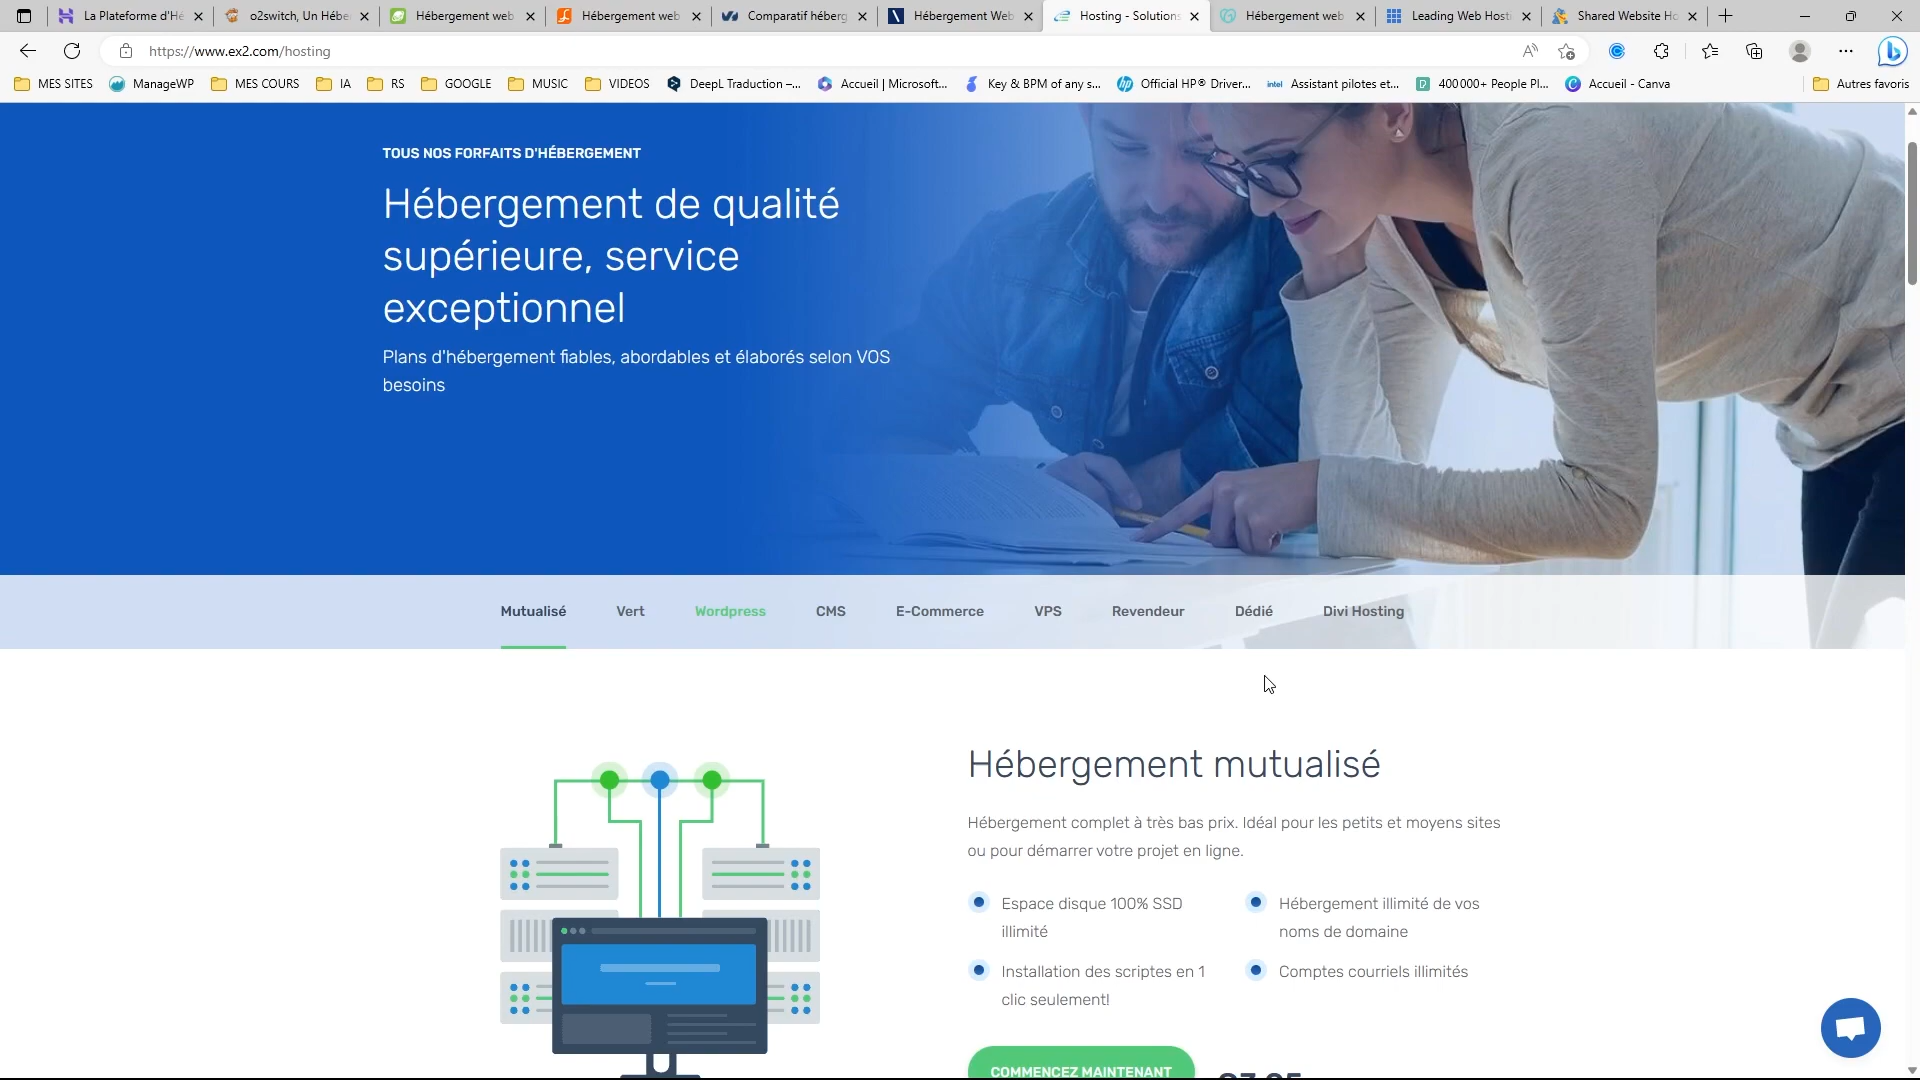 La Plateforme d'Hé
o2switch, Un Hébe
Hébergement web
Hébergement web
Comparatif héberg
Hébergement Web
Hosting - Solutions
Hébergement web
Leading Web Hosti
Shared Website Ho
https://www.ex2.com/hosting
MES SITES
ManageWP
MES COURS
IA
RS
GOOGLE
MUSIC
VIDEOS
DeepL Traduction –...
Accueil | Microsoft...
Key & BPM of any s...
Official HP® Driver...
Assistant pilotes et...
400000+ People Pl...
Accueil - Canva
Autres favoris
TOUS NOS FORFAITS D'HÉBERGEMENT
Hébergement de qualité
supérieure, service
exceptionnel
Plans d'hébergement fiables, abordables et élaborés selon VOS
besoins
Mutualisé
Vert
Wordpress
CMS
E-Commerce
VPS
Revendeur
Dédié
Divi Hosting
Hébergement mutualisé
Hébergement complet à très bas prix. Idéal pour les petits et moyens sites
ou pour démarrer votre projet en ligne.
Espace disque 100% SSD
illimité
Hébergement illimité de vos
noms de domaine
Installation des scriptes en 1
clic seulement!
Comptes courriels illimités
COMMENCEZ MAINTENANT